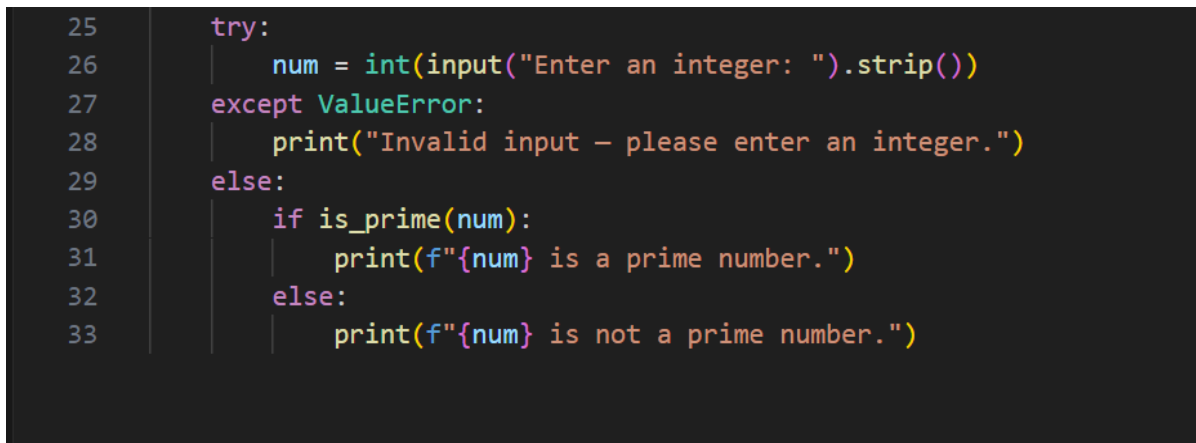 25 try:
26 num = int(input("Enter an integer: ").strip())
27 except ValueError:
28 print("Invalid input — please enter an integer.")
29 else:
30 if is_prime(num):
31 print(f"{num} is a prime number.")
32 else:
33 print(f"{num} is not a prime number.")